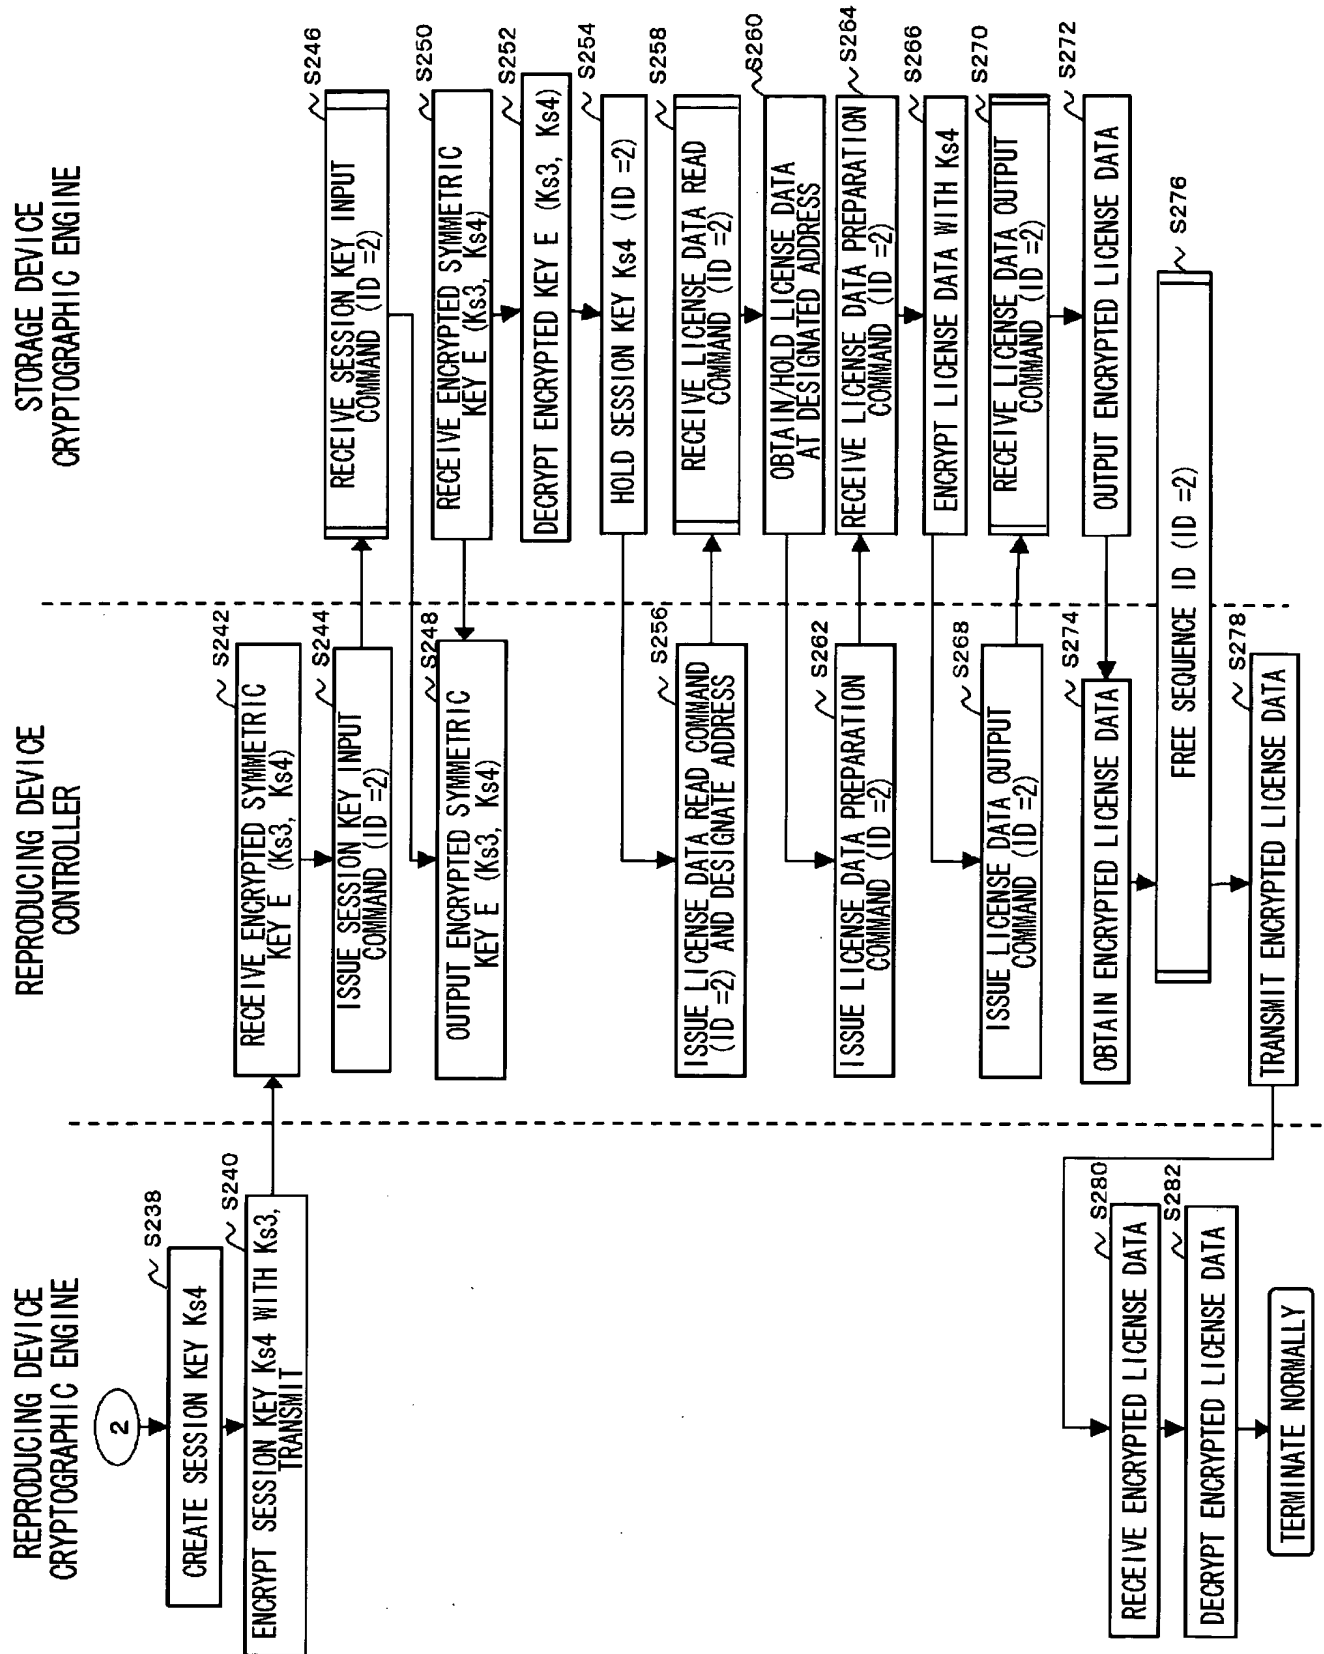 REPRODUCING DEVICE
CRYPTOGRAPHIC ENGINE
REPRODUCING DEVICE
CONTROLLER
STORAGE DEVICE
CRYPTOGRAPHIC ENGINE
2
S238
CREATE SESSION KEY Ks4
S240
ENCRYPT SESSION KEY Ks4 WITH Ks3,
TRANSMIT
S242
RECEIVE ENCRYPTED SYMMETRIC
KEY E (Ks3, Ks4)
S244
ISSUE SESSION KEY INPUT
COMMAND (ID =2)
S246
RECEIVE SESSION KEY INPUT
COMMAND (ID =2)
S248
OUTPUT ENCRYPTED SYMMETRIC
KEY E (Ks3, Ks4)
S250
RECEIVE ENCRYPTED SYMMETRIC
KEY E (Ks3, Ks4)
S252
DECRYPT ENCRYPTED KEY E (Ks3, Ks4)
S254
HOLD SESSION KEY Ks4 (ID =2)
S256
ISSUE LICENSE DATA READ COMMAND
(ID =2) AND DESIGNATE ADDRESS
S258
RECEIVE LICENSE DATA READ
COMMAND (ID =2)
S260
OBTAIN/HOLD LICENSE DATA
AT DESIGNATED ADDRESS
S262
ISSUE LICENSE DATA PREPARATION
COMMAND (ID =2)
S264
RECEIVE LICENSE DATA PREPARATION
COMMAND (ID =2)
S266
ENCRYPT LICENSE DATA WITH Ks4
S268
ISSUE LICENSE DATA OUTPUT
COMMAND (ID =2)
S270
RECEIVE LICENSE DATA OUTPUT
COMMAND (ID =2)
S272
OUTPUT ENCRYPTED LICENSE DATA
S274
OBTAIN ENCRYPTED LICENSE DATA
S276
FREE SEQUENCE ID (ID =2)
S278
TRANSMIT ENCRYPTED LICENSE DATA
S280
RECEIVE ENCRYPTED LICENSE DATA
S282
DECRYPT ENCRYPTED LICENSE DATA
TERMINATE NORMALLY